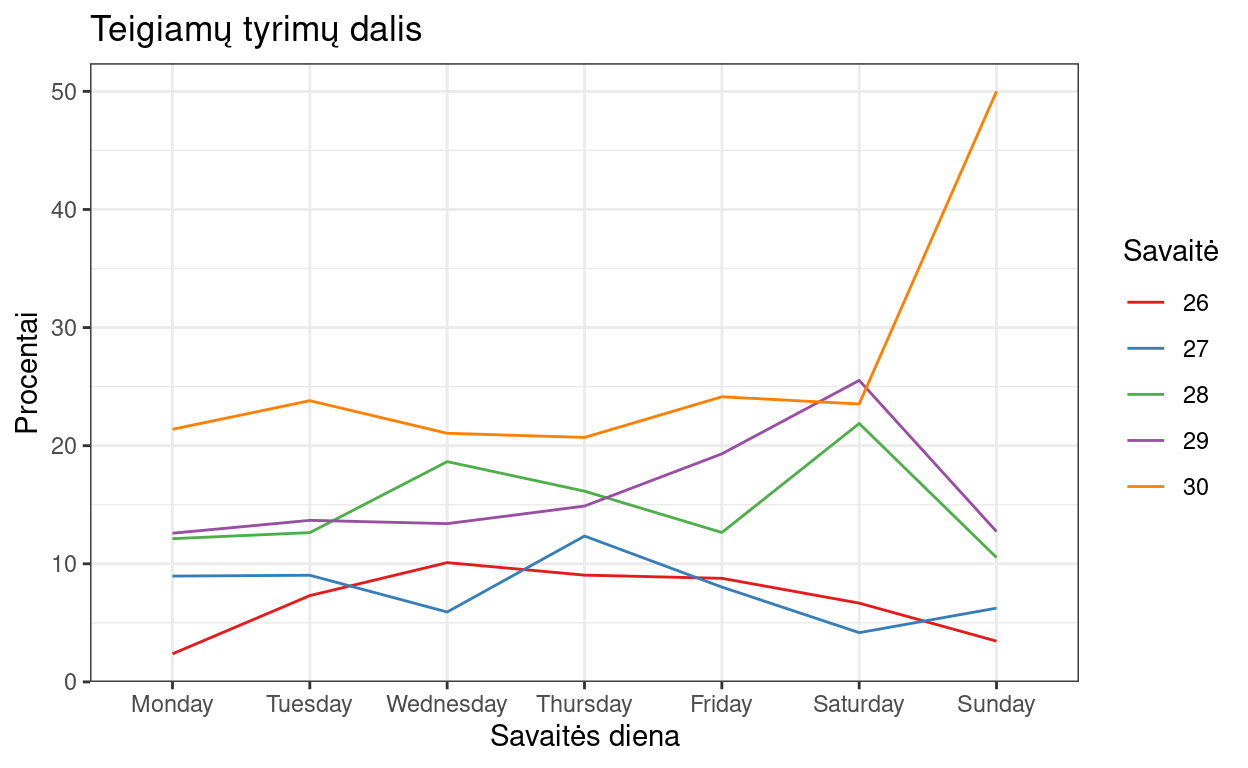 Teigiamų tyrimų dalis
Procentai
50
40
30
20
10
0
Monday Tuesday Wednesday Thursday Friday Saturday Sunday
Savaitės diena
Savaitė
26
27
28
29
30